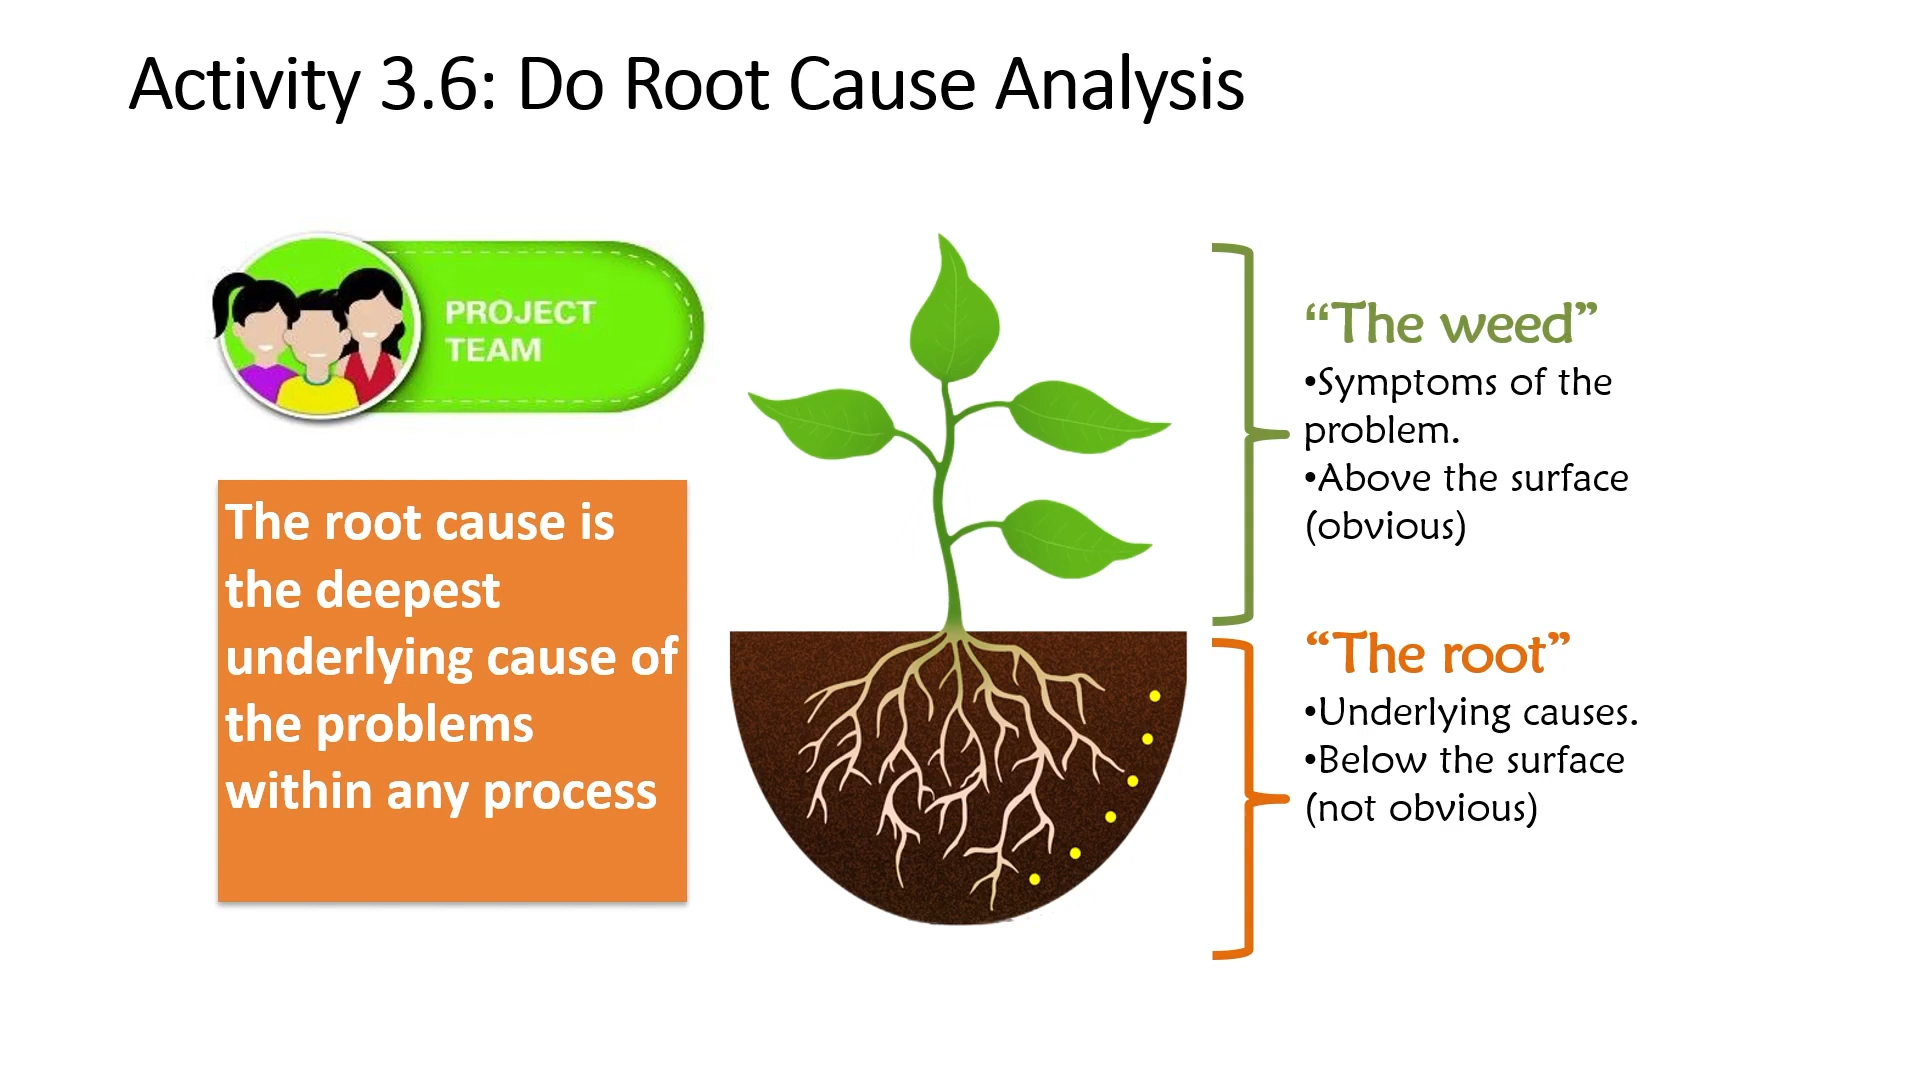 Activity 3.6: Do Root Cause Analysis
PROJECT
TEAM
The root cause is
the deepest
underlying cause of
the problems
within any process
“The weed”
•Symptoms of the
problem.
•Above the surface
(obvious)
“The root”
•Underlying causes.
•Below the surface
(not obvious)